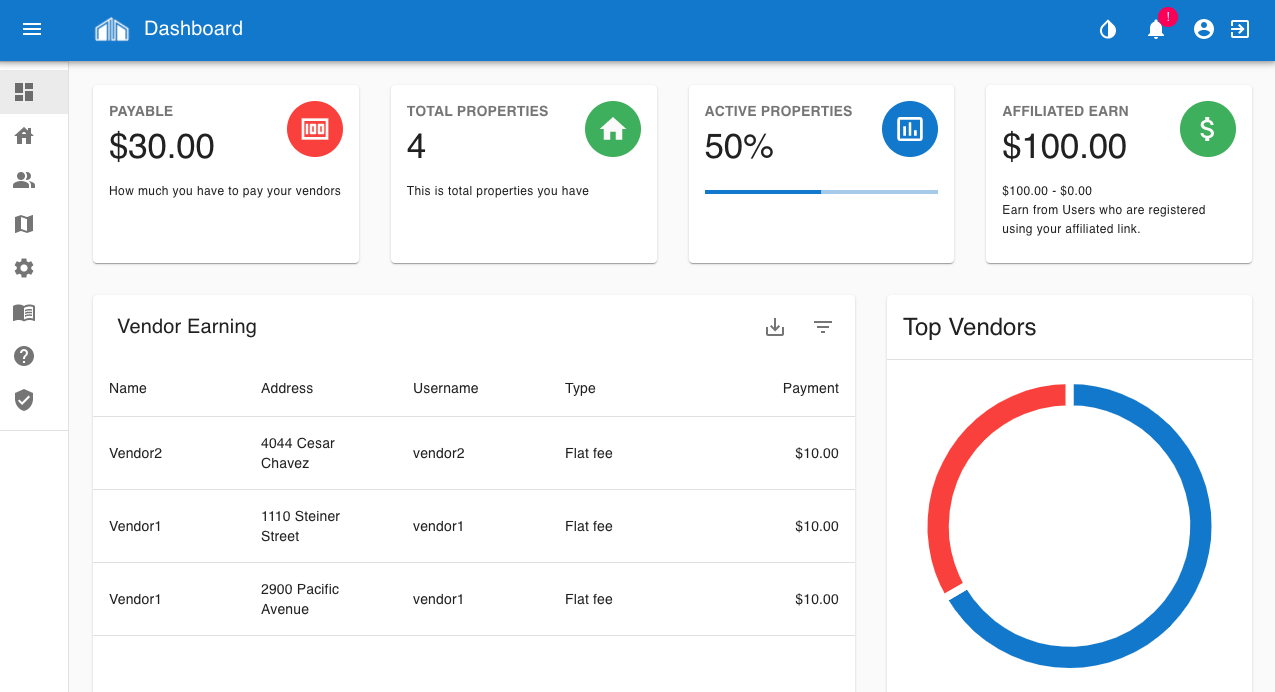 Dashboard
!
PAYABLE
$30.00
100
How much you have to pay your vendors
TOTAL PROPERTIES
4
This is total properties you have
ACTIVE PROPERTIES
50%
AFFILIATED EARN
$100.00
$
$100.00 - $0.00
Earn from Users who are registered
using your affiliated link.
Vendor Earning
Name Address Username Type Payment
Vendor2 4044 Cesar Chavez vendor2 Flat fee $10.00
Vendor1 1110 Steiner Street vendor1 Flat fee $10.00
Vendor1 2900 Pacific Avenue vendor1 Flat fee $10.00
Top Vendors
?